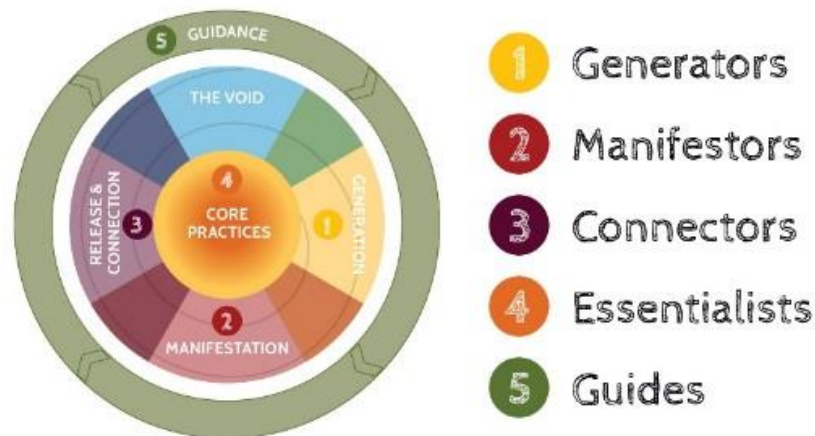 5 GUIDANCE
THE VOID
RELEASE &
CONNECTION
3
4
CORE
PRACTICES
1
GENERATION
2
MANIFESTATION
1 Generators
2 Manifestors
3 Connectors
4 Essentialists
5 Guides